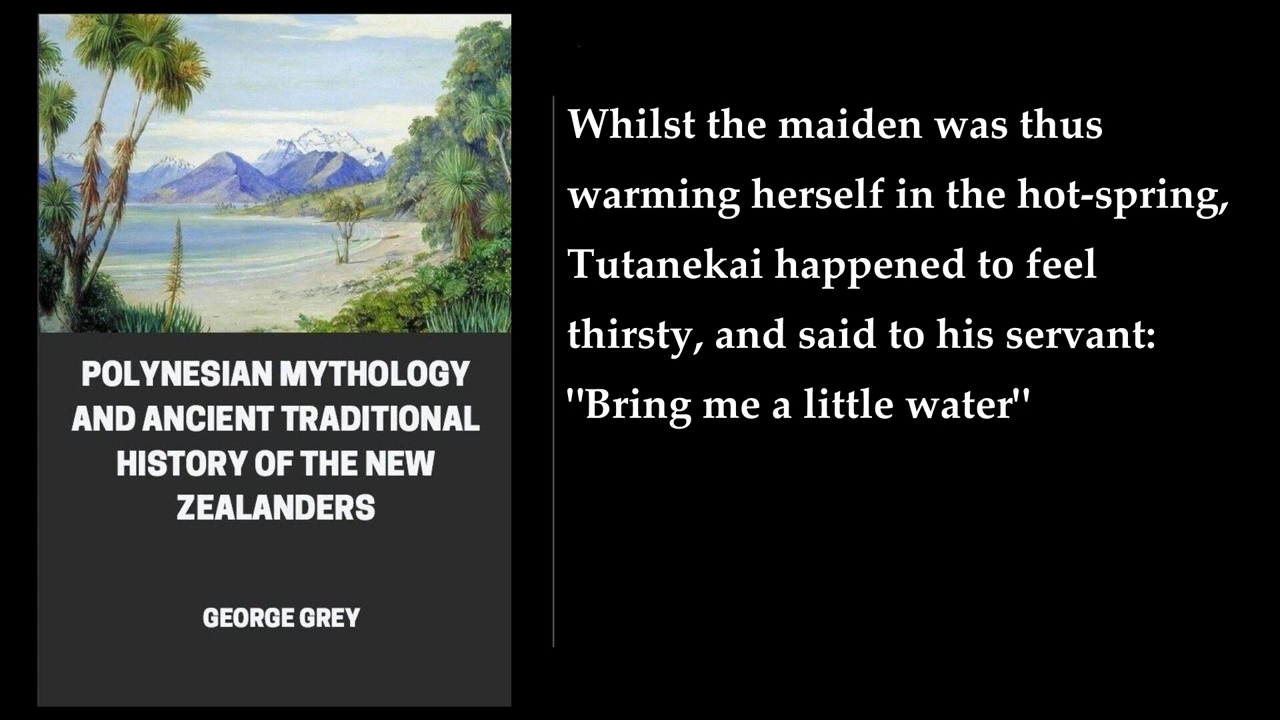 POLYNESIAN MYTHOLOGY
AND ANCIENT TRADITIONAL
HISTORY OF THE NEW
ZEALANDERS
GEORGE GREY
Whilst the maiden was thus
warming herself in the hot-spring,
Tutanekai happened to feel
thirsty, and said to his servant:
"Bring me a little water"